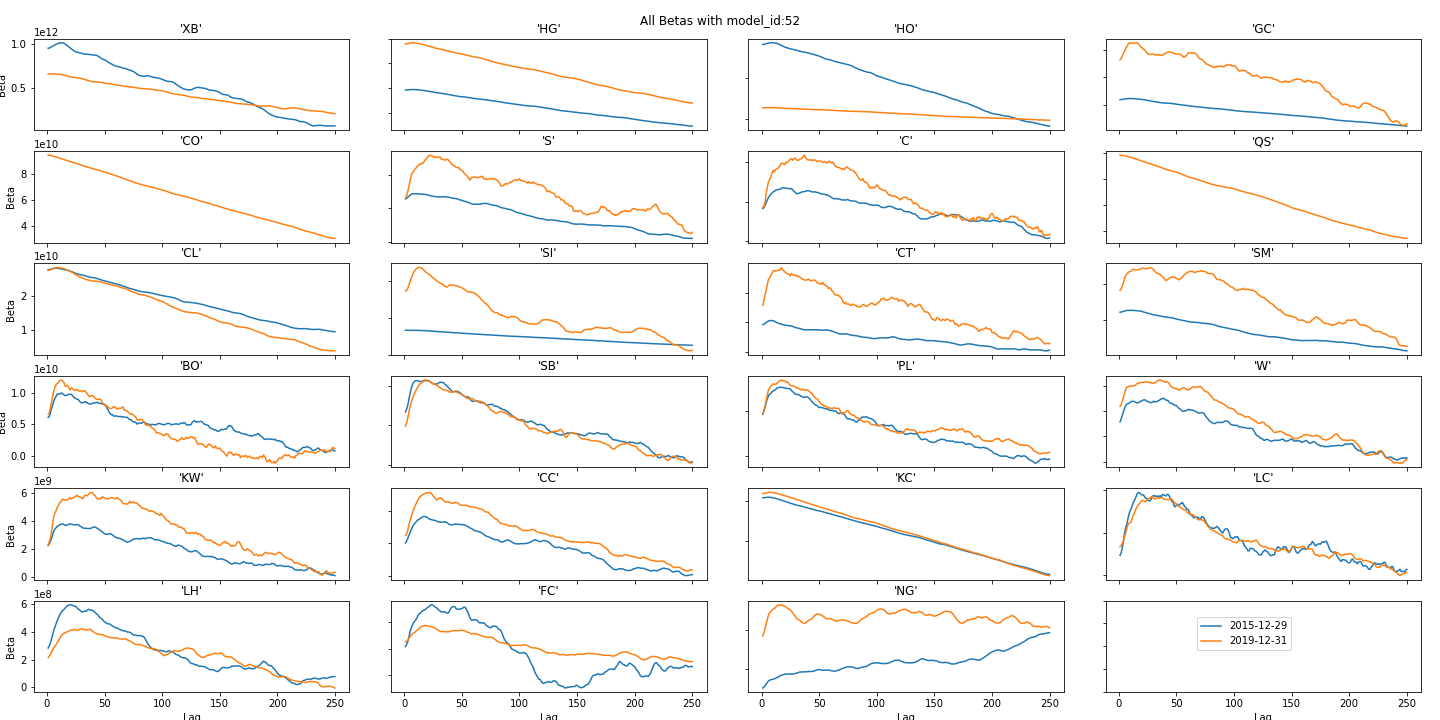 All Betas with model_id:52
'XB'
'HG'
'HO'
'GC'
1e12
1.0
0.5
Beta
'CO'
'S'
'C'
'QS'
1e10
8
6
4
Beta
'CL'
'SI'
'CT'
'SM'
1e10
2
1
Beta
'BO'
'SB'
'PL'
'W'
1e10
1.0
0.5
0.0
Beta
'KW'
'CC'
'KC'
'LC'
1e9
6
4
2
0
Beta
'LH'
'FC'
'NG'
1e8
6
4
2
0
Beta
2015-12-29
2019-12-31
0 50 100 150 200 250
0 50 100 150 200 250
0 50 100 150 200 250
0 50 100 150 200 250
Lag
Lag
Lag